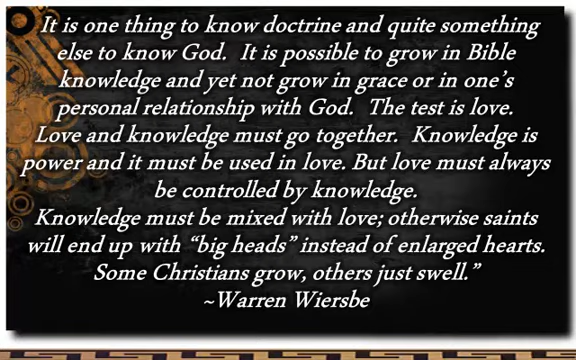 It is one thing to know doctrine and quite something
else to know God.  It is possible to grow in Bible
knowledge and yet not grow in grace or in one's
personal relationship with God.  The test is love.
Love and knowledge must go together.  Knowledge is
power and it must be used in love. But love must always
be controlled by knowledge.
Knowledge must be mixed with love; otherwise saints
will end up with “big heads” instead of enlarged hearts.
Some Christians grow, others just swell.”
~Warren Wiersbe